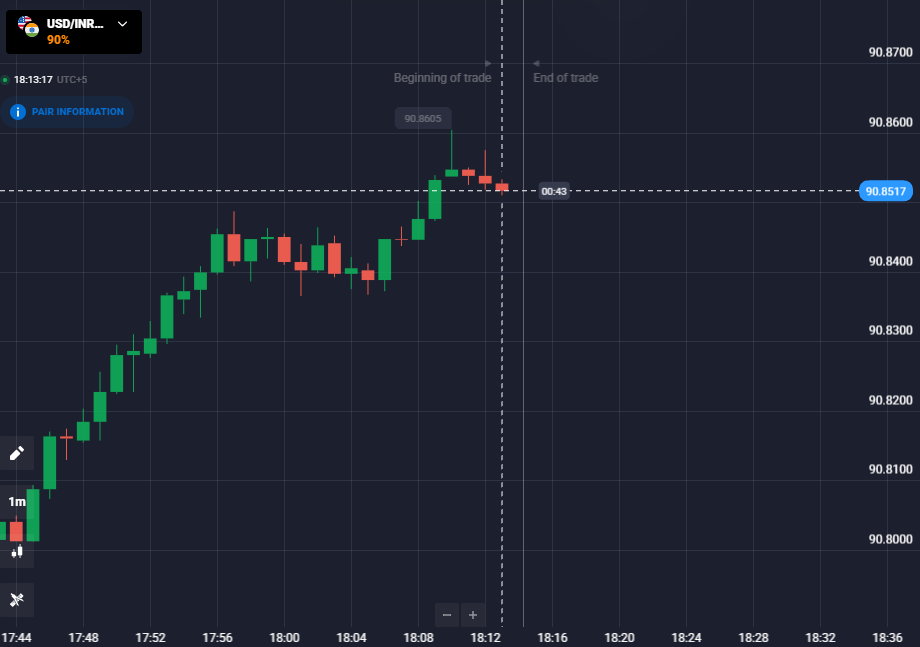 USD/INR...
90%
18:13:17 UTC+5
PAIR INFORMATION
Beginning of trade
End of trade
90.8605
00:43
90.8700
90.8600
90.8517
90.8400
90.8300
90.8200
90.8100
90.8000
1m
17:44 17:48 17:52 17:56 18:00 18:04 18:08 18:12 18:16 18:20 18:24 18:28 18:32 18:36